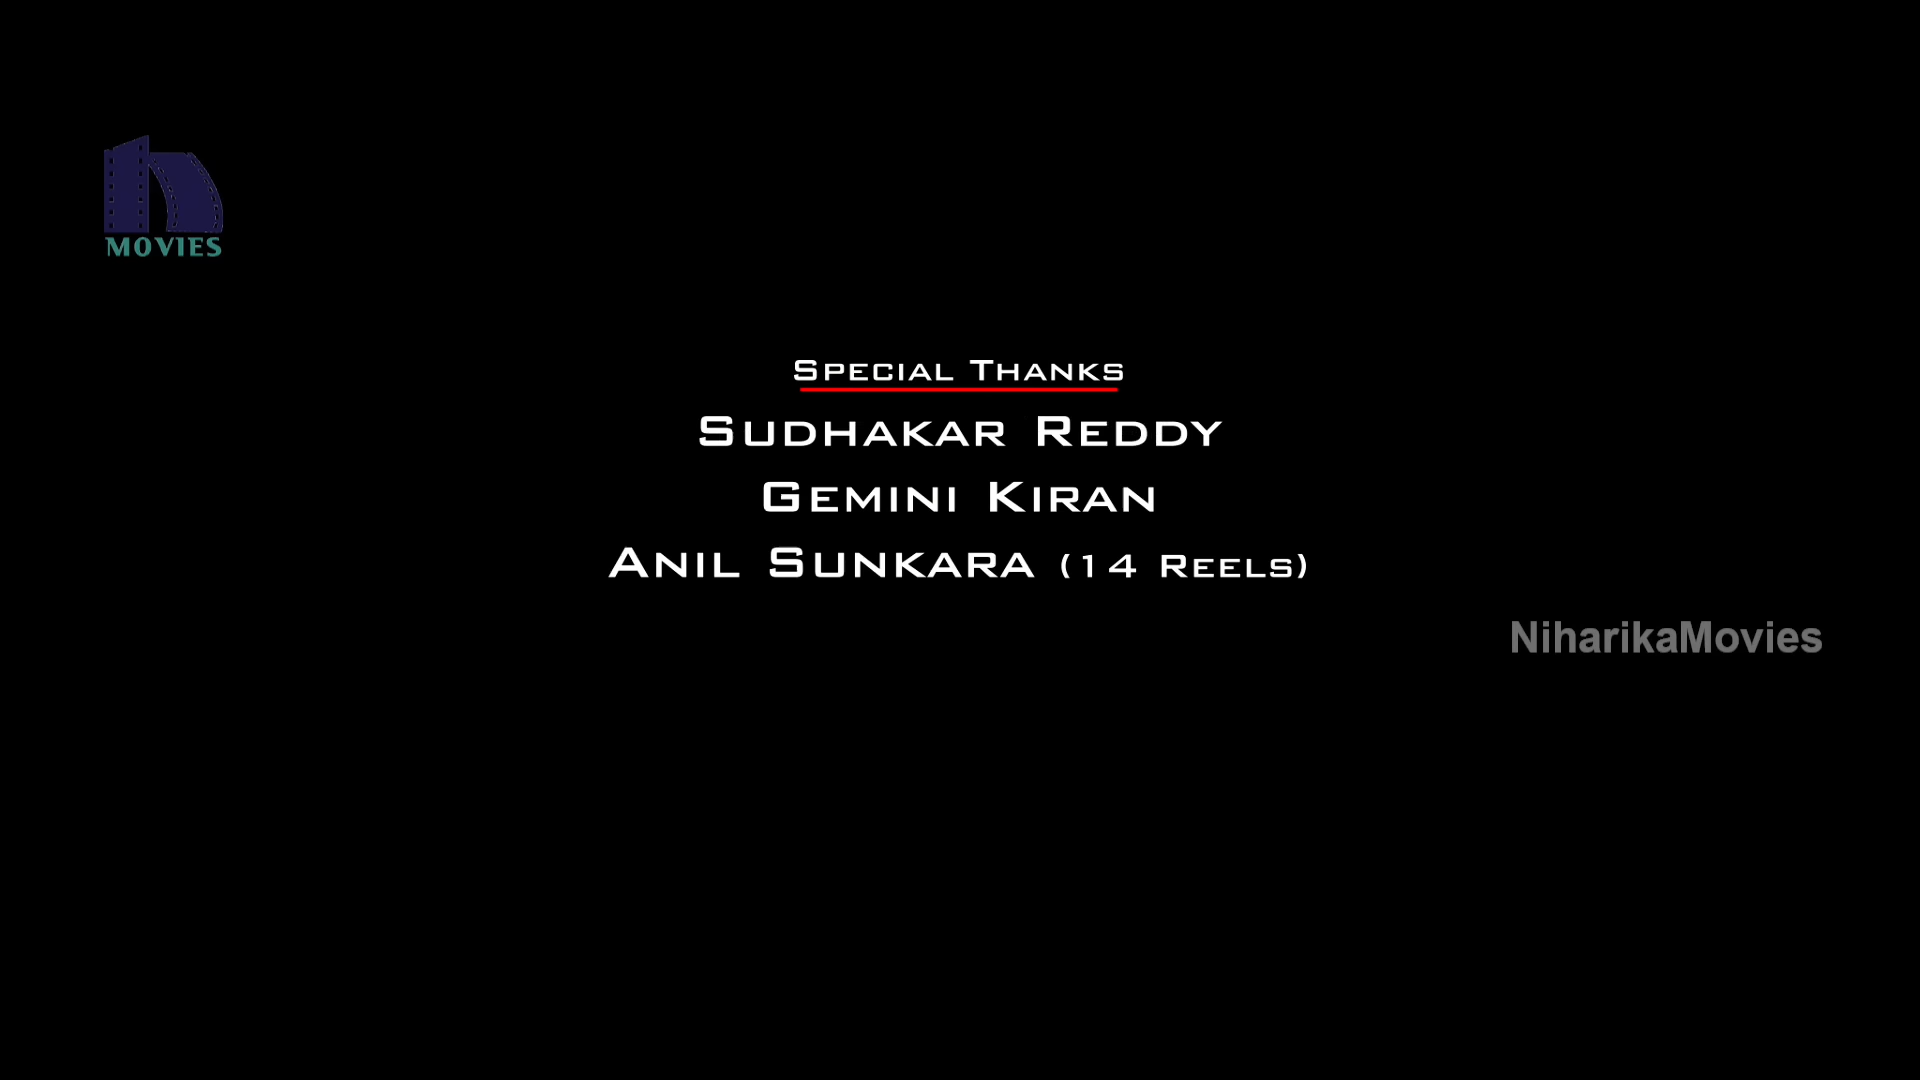 MOVIES
Special Thanks
Sudhakar Reddy
Gemini Kiran
Anil Sunkara (14 Reels)
NiharikaMovies